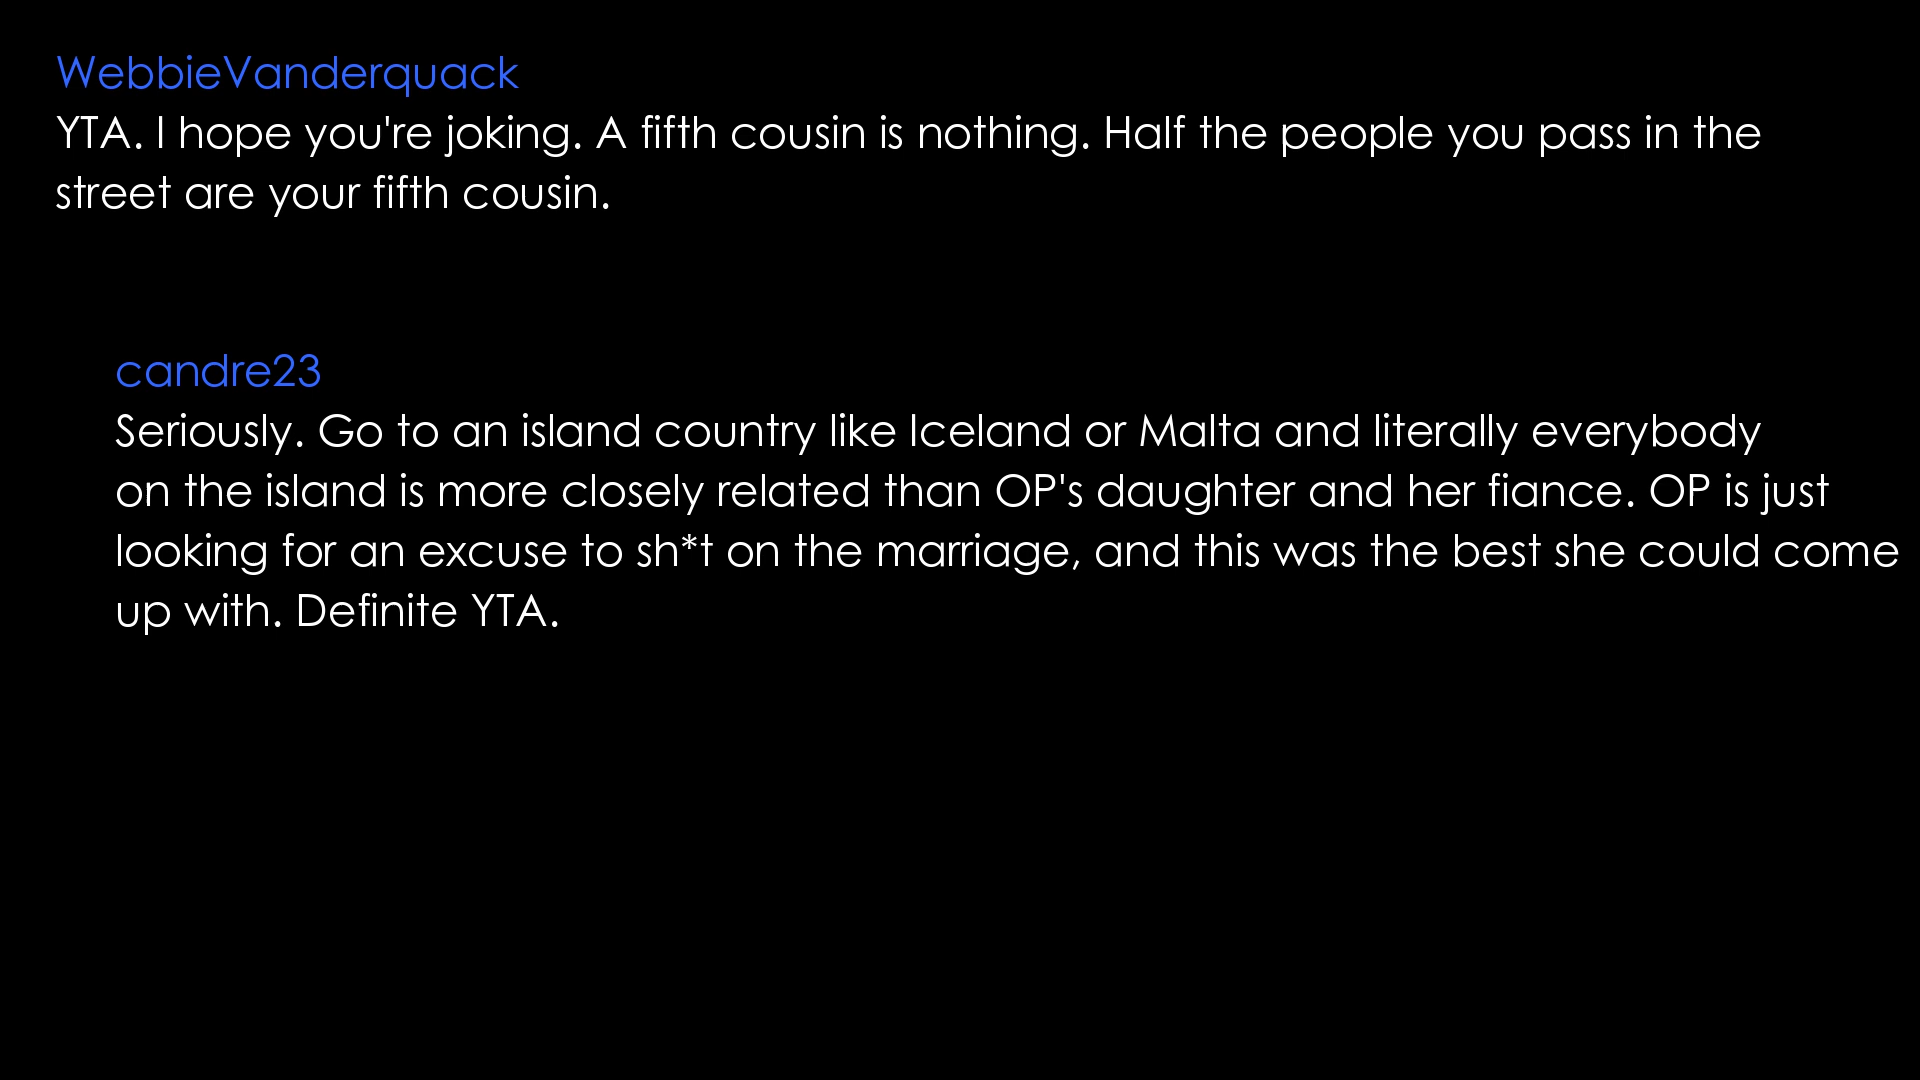 WebbieVanderquack
YTA. I hope you're joking. A fifth cousin is nothing. Half the people you pass in the
street are your fifth cousin.
candre23
Seriously. Go to an island country like Iceland or Malta and literally everybody
on the island is more closely related than OP's daughter and her fiance. OP is just
looking for an excuse to sh*t on the marriage, and this was the best she could come
up with. Definite YTA.